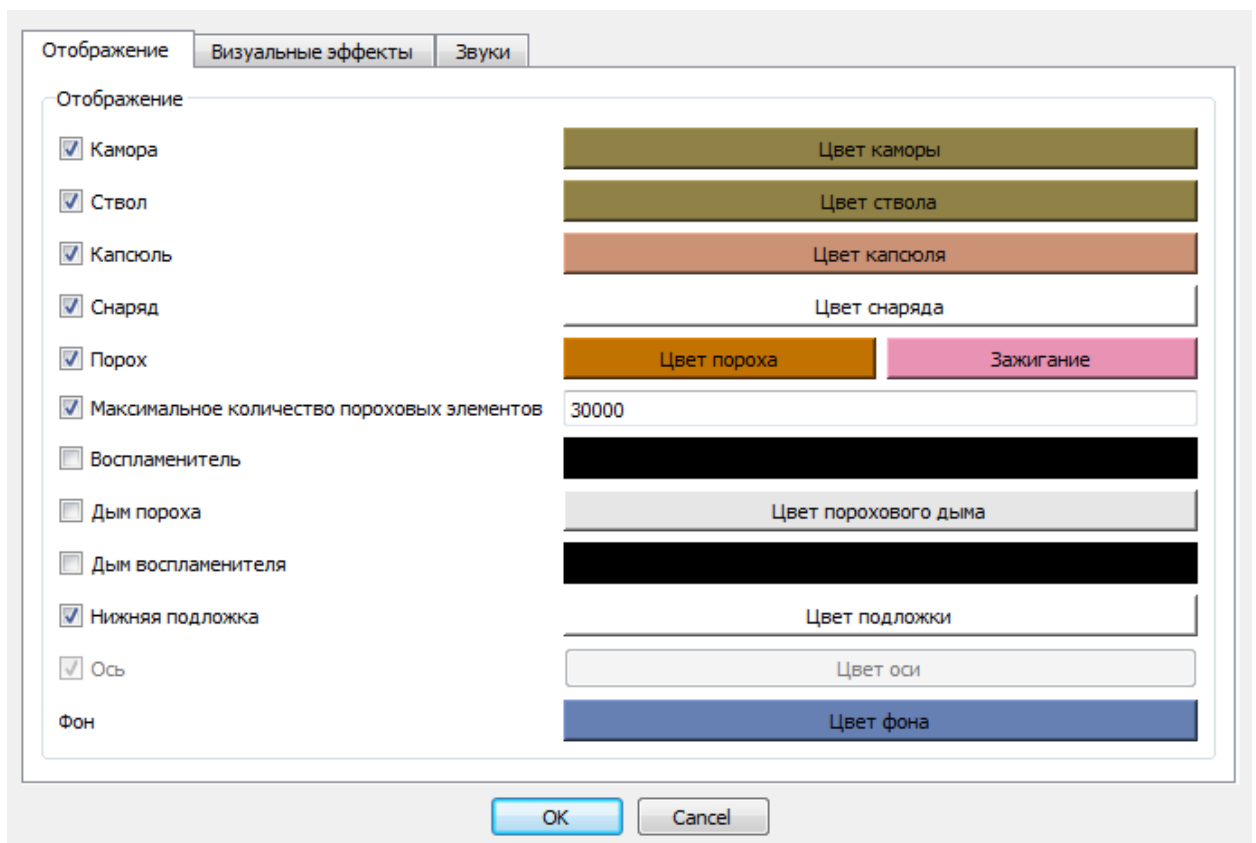 Отображение Визуальные эффекты Звуки
Отображение
Камора Цвет каморы
Ствол Цвет ствола
Капсюль Цвет капсюля
Снаряд Цвет снаряда
Порох Цвет пороха Зажигание
Максимальное количество пороховых элементов 30000
Воспламенитель
Дым пороха Цвет порохового дыма
Дым воспламенителя
Нижняя подложка Цвет подложки
Ось Цвет оси
Фон Цвет фона
OK Cancel